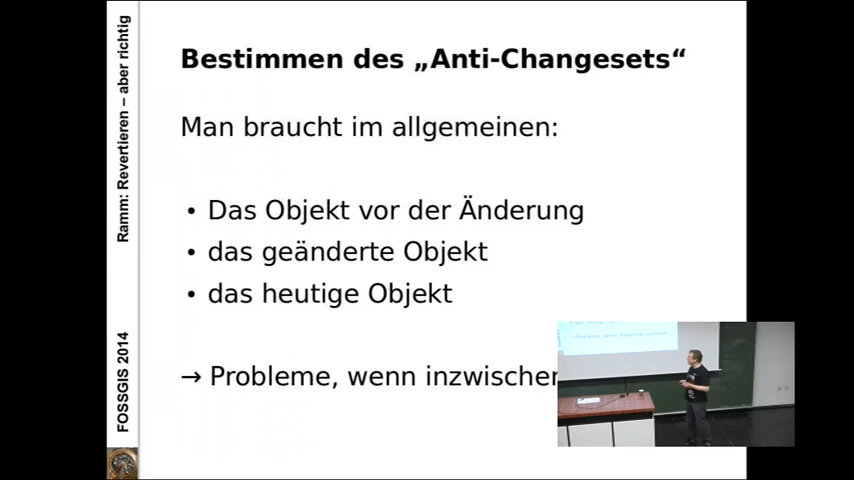 Ramm: Revertieren – aber richtig
FOSSGIS 2014
Bestimmen des „Anti-Changesets“
Man braucht im allgemeinen:
• Das Objekt vor der Änderung
• das geänderte Objekt
• das heutige Objekt
→ Probleme, wenn inzwischen